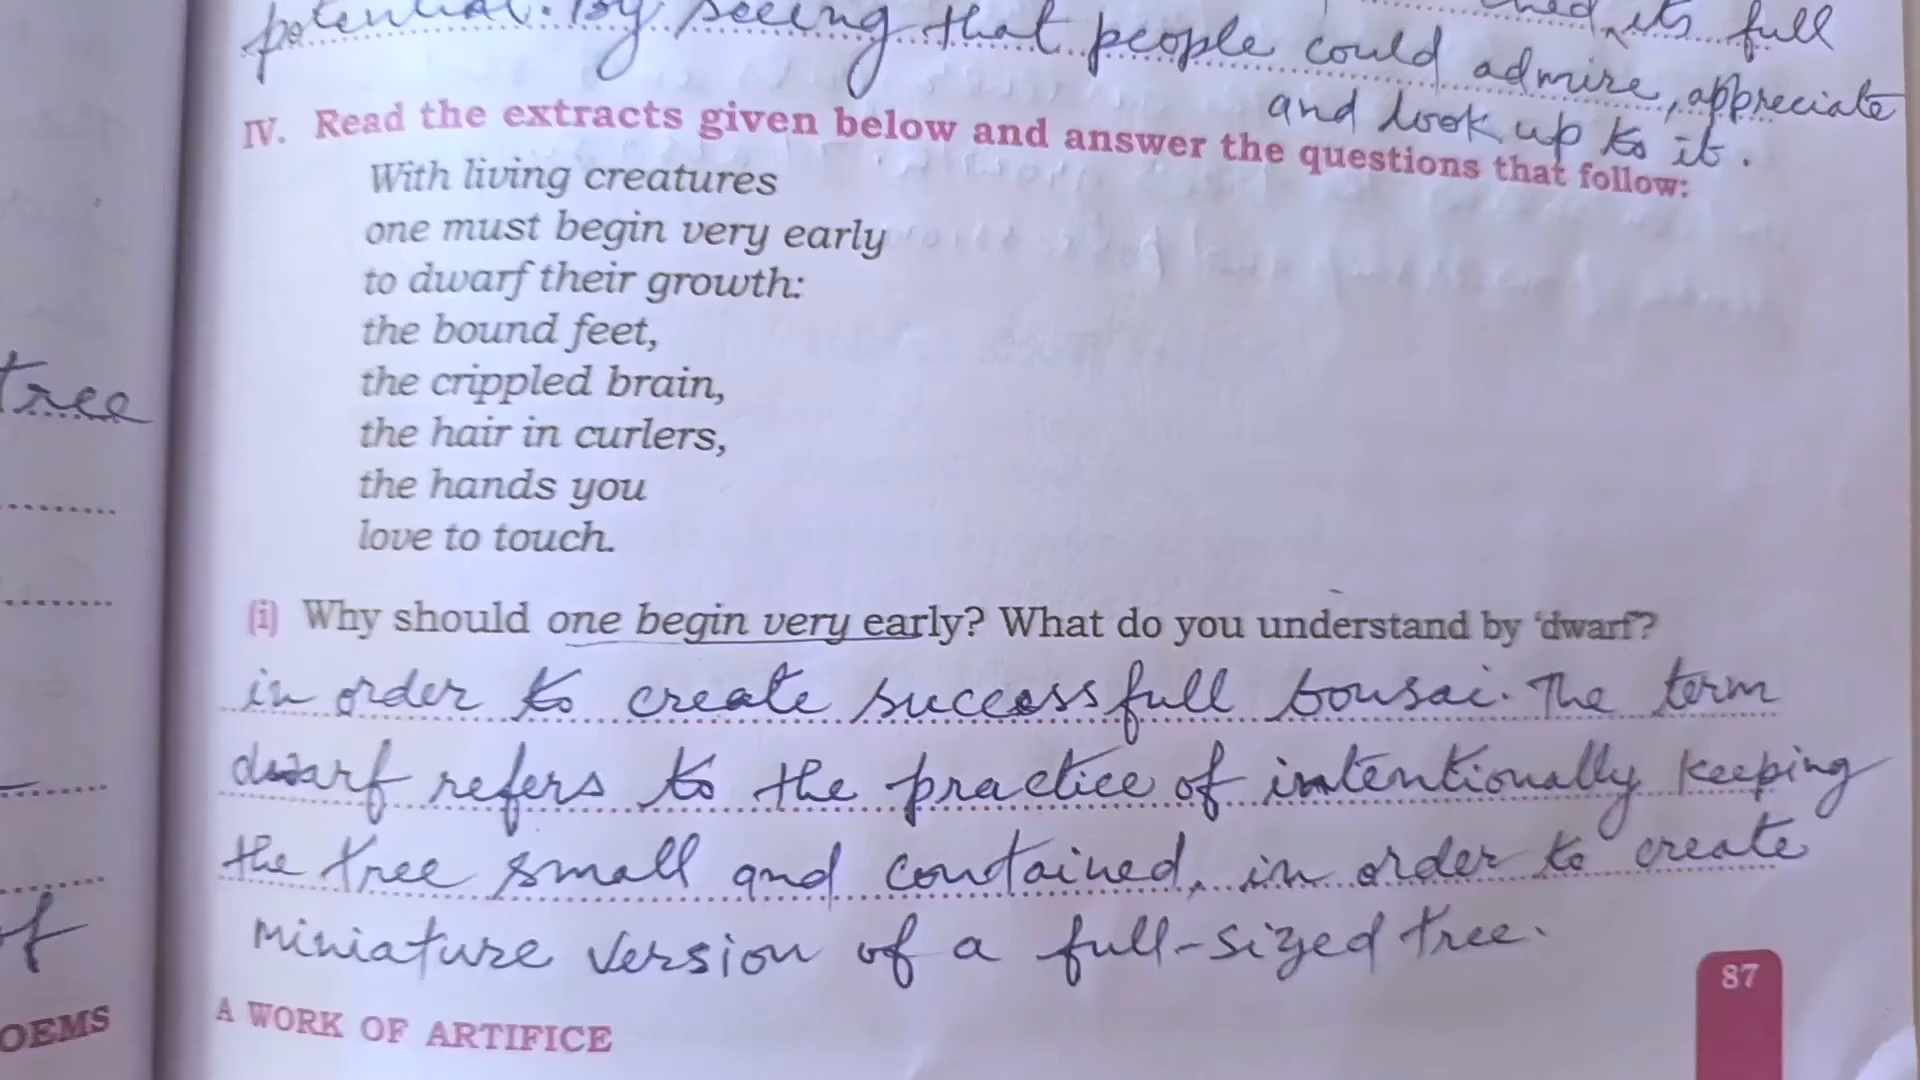 potential. By seeing that people could admire, appreciate
its full
and look up to it.
IV. Read the extracts given below and answer the questions that follow:
With living creatures
one must begin very early
to dwarf their growth:
the bound feet,
the crippled brain,
the hair in curlers,
the hands you
love to touch.
tree
(i) Why should one begin very early? What do you understand by 'dwarf'?
in order to create successfull bousai. The term
dwarf refers to the practice of intentionally keeping
the tree small and contained, in order to create
miniature version of a full-sized tree.
of
OEMS
A WORK OF ARTIFICE
87